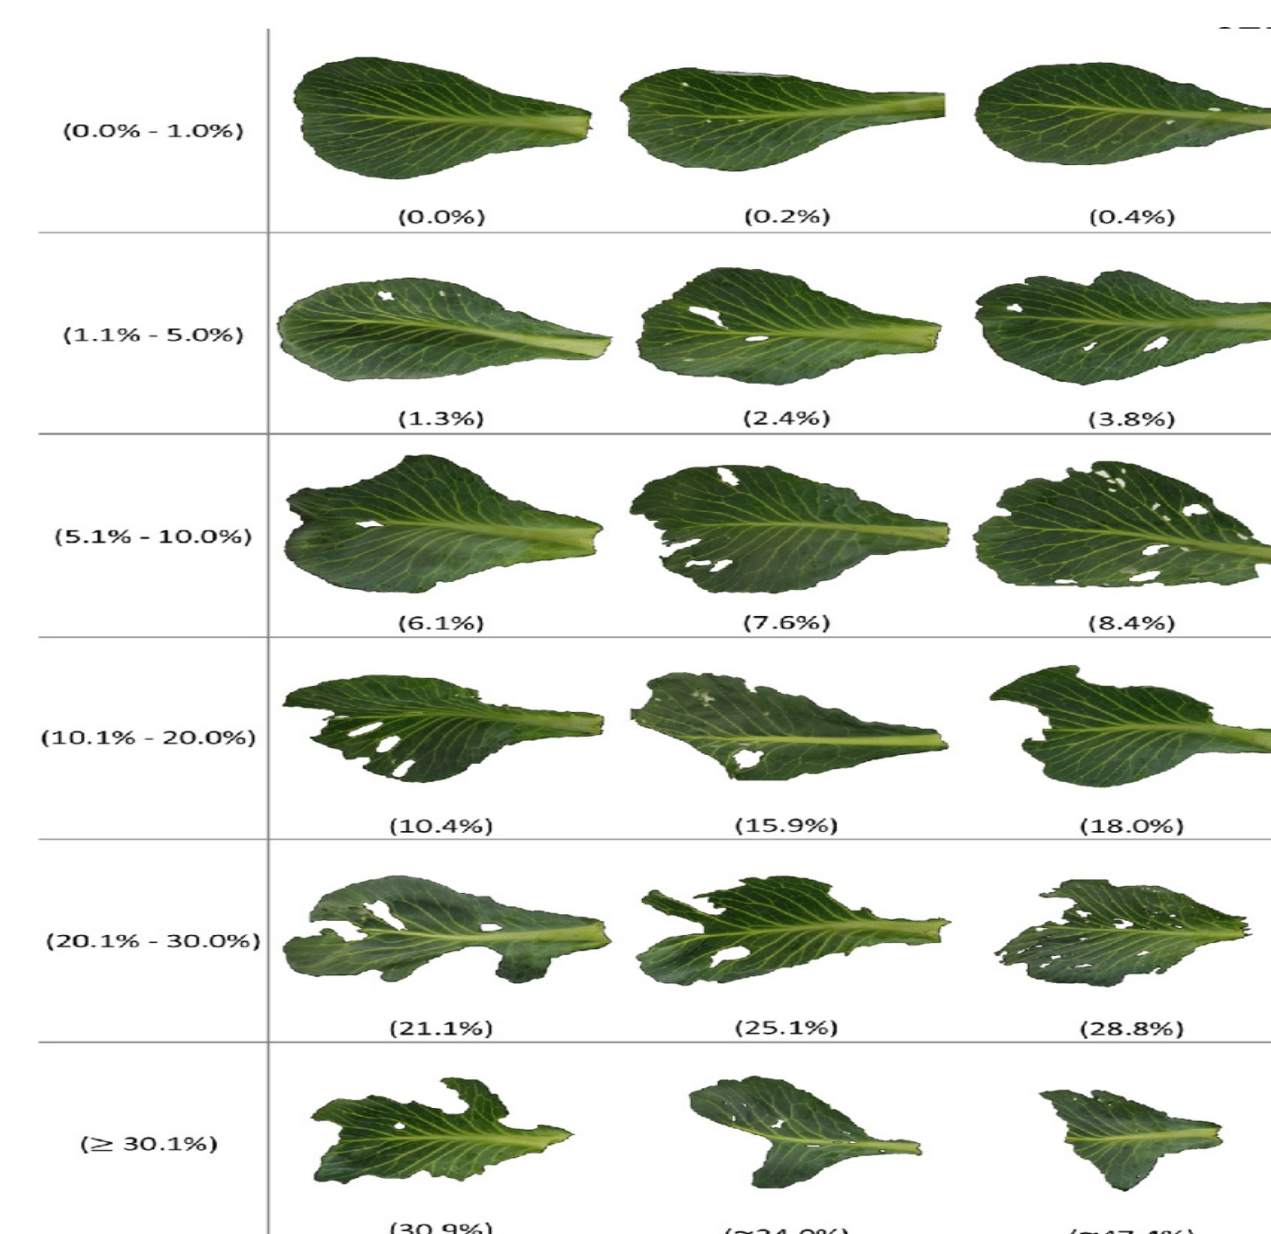 (0.0% - 1.0%)
(0.0%) (0.2%) (0.4%)
(1.1% - 5.0%)
(1.3%) (2.4%) (3.8%)
(5.1% - 10.0%)
(6.1%) (7.6%) (8.4%)
(10.1% - 20.0%)
(10.4%) (15.9%) (18.0%)
(20.1% - 30.0%)
(21.1%) (25.1%) (28.8%)
(≥ 30.1%)
(30.9%)